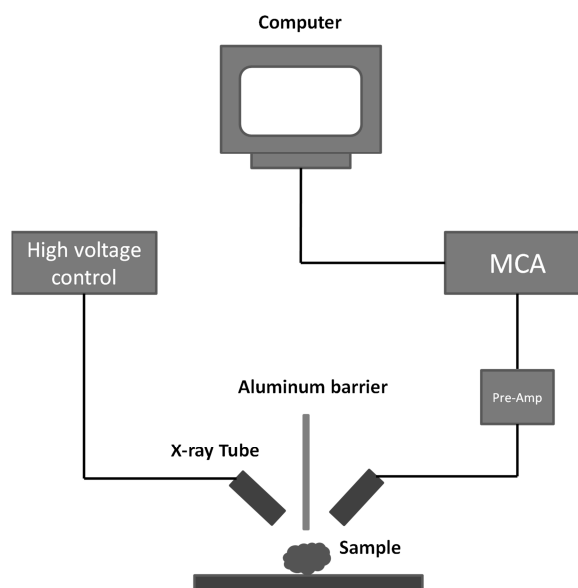 Computer
High voltage
control
MCA
Pre-Amp
Aluminum barrier
X-ray Tube
Sample